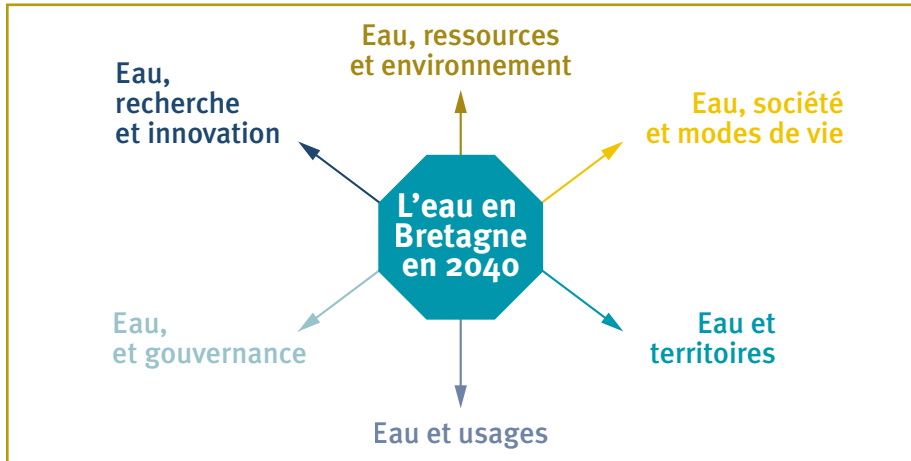 Eau, ressources
et environnement
Eau,
recherche
et innovation
Eau, société
et modes de vie
L'eau en
Bretagne
en 2040
Eau,
et gouvernance
Eau et
territoires
Eau et usages